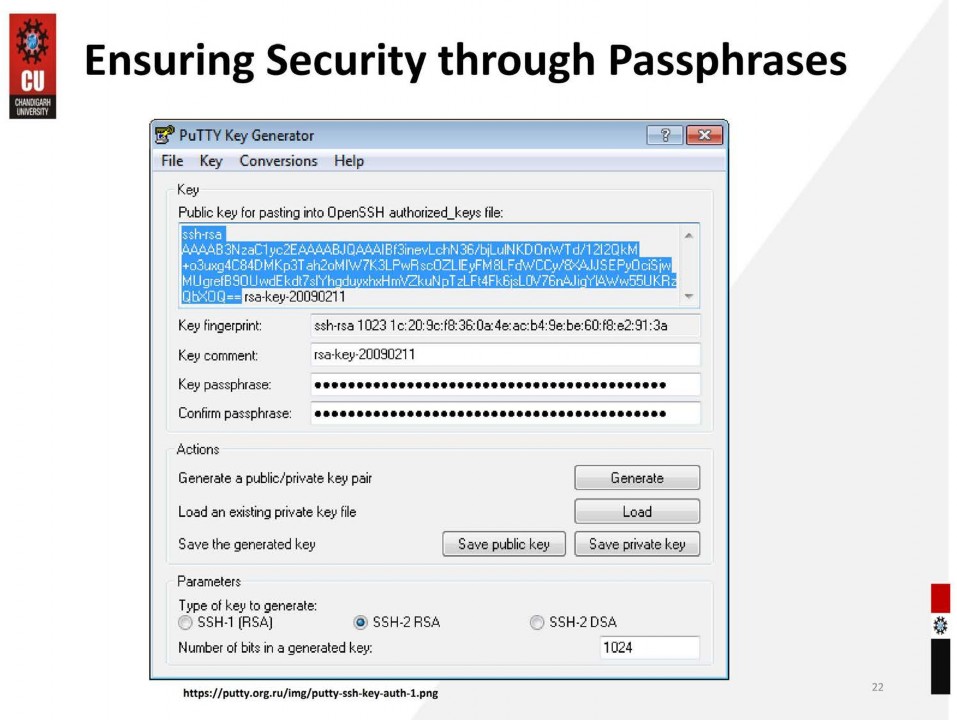 CU
CHANDIGARH
UNIVERSITY
Ensuring Security through Passphrases
PuTTY Key Generator
?
File Key Conversions Help
Key
Public key for pasting into OpenSSH authorized_keys file:
ssh-rsa
+o3uxg4C84DMKp3Tah2oMIW7K3LPwRscOZLIEyFM8LFdWCCy/8XAJJSEPyOciSjw
QbXOQ== rsa-key-20090211
Key fingerprint: ssh-rsa 1023 1c:20:9c:f8:36:0a:4e:ac:b4:9e:be:60:f8:e2:91:3a
Key comment: rsa-key-20090211
Key passphrase:
Confirm passphrase:
Actions
Generate a public/private key pair Generate
Load an existing private key file Load
Save the generated key Save public key Save private key
Parameters
Type of key to generate:
SSH-1 (RSA) SSH-2 RSA SSH-2 DSA
Number of bits in a generated key: 1024
https://putty.org.ru/img/putty-ssh-key-auth-1.png
22